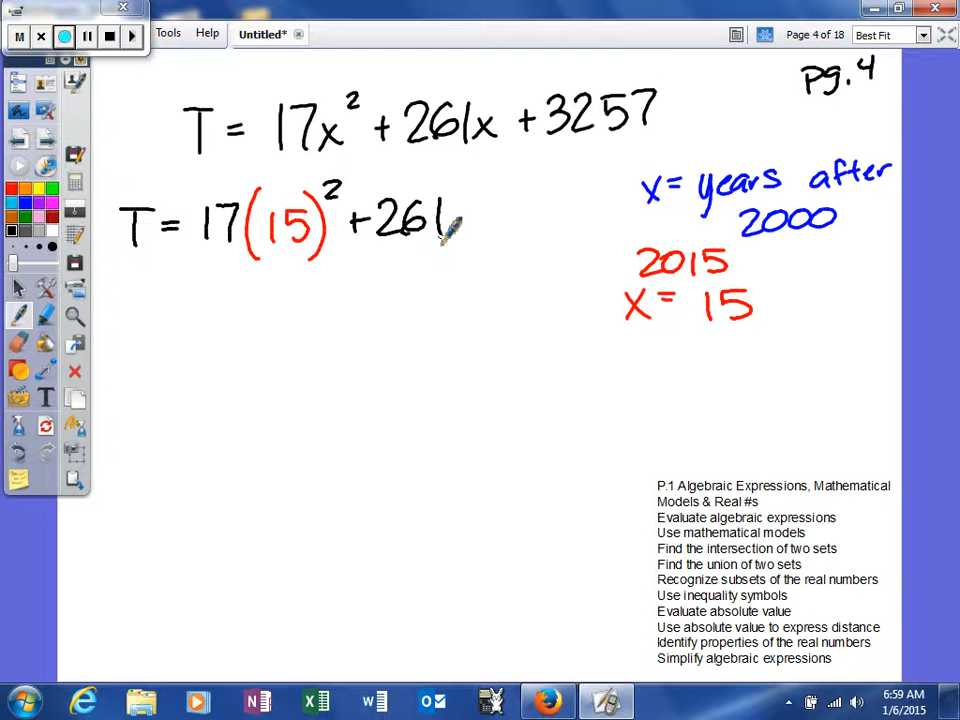 M
Tools Help Untitled* Page 4 of 18 Best Fit
pg. 4
T = 17x² + 261x + 3257
x = years after
2000
T = 17(15)² + 261
2015
x = 15
P.1 Algebraic Expressions, Mathematical
Models & Real #s
Evaluate algebraic expressions
Use mathematical models
Find the intersection of two sets
Find the union of two sets
Recognize subsets of the real numbers
Use inequality symbols
Evaluate absolute value
Use absolute value to express distance
Identify properties of the real numbers
Simplify algebraic expressions
6:59 AM
1/6/2015